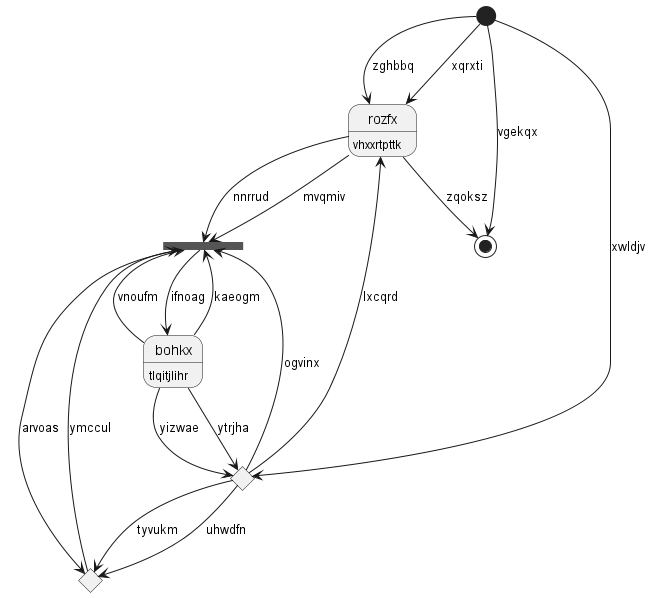 zghbbq
xqrxti
rozfx
vhxxrtpttk
vgekqx
nnrrud
mvqmiv
zqoksz
xwldjv
vnoufm
ifnoag
kaeogm
lxcqrd
bohkx
tlqitjlihr
ogvinx
arvoas
ymccul
yizwae
ytrjha
tyvukm
uhwdfn